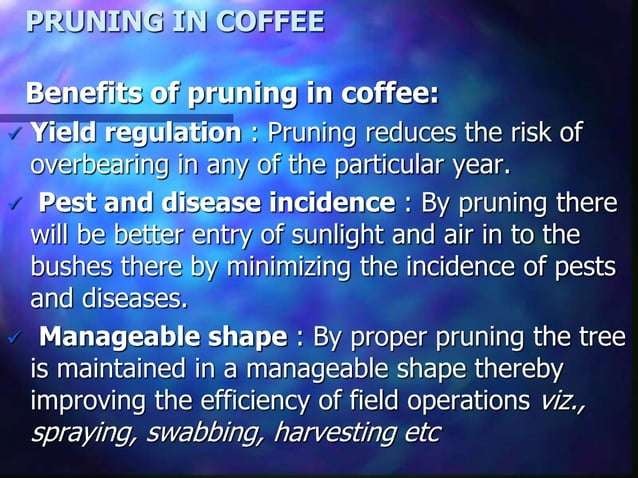 PRUNING IN COFFEE
Benefits of pruning in coffee:
✓ Yield regulation : Pruning reduces the risk of
overbearing in any of the particular year.
✓ Pest and disease incidence : By pruning there
will be better entry of sunlight and air in to the
bushes there by minimizing the incidence of pests
and diseases.
✓ Manageable shape : By proper pruning the tree
is maintained in a manageable shape thereby
improving the efficiency of field operations viz.,
spraying, swabbing, harvesting etc